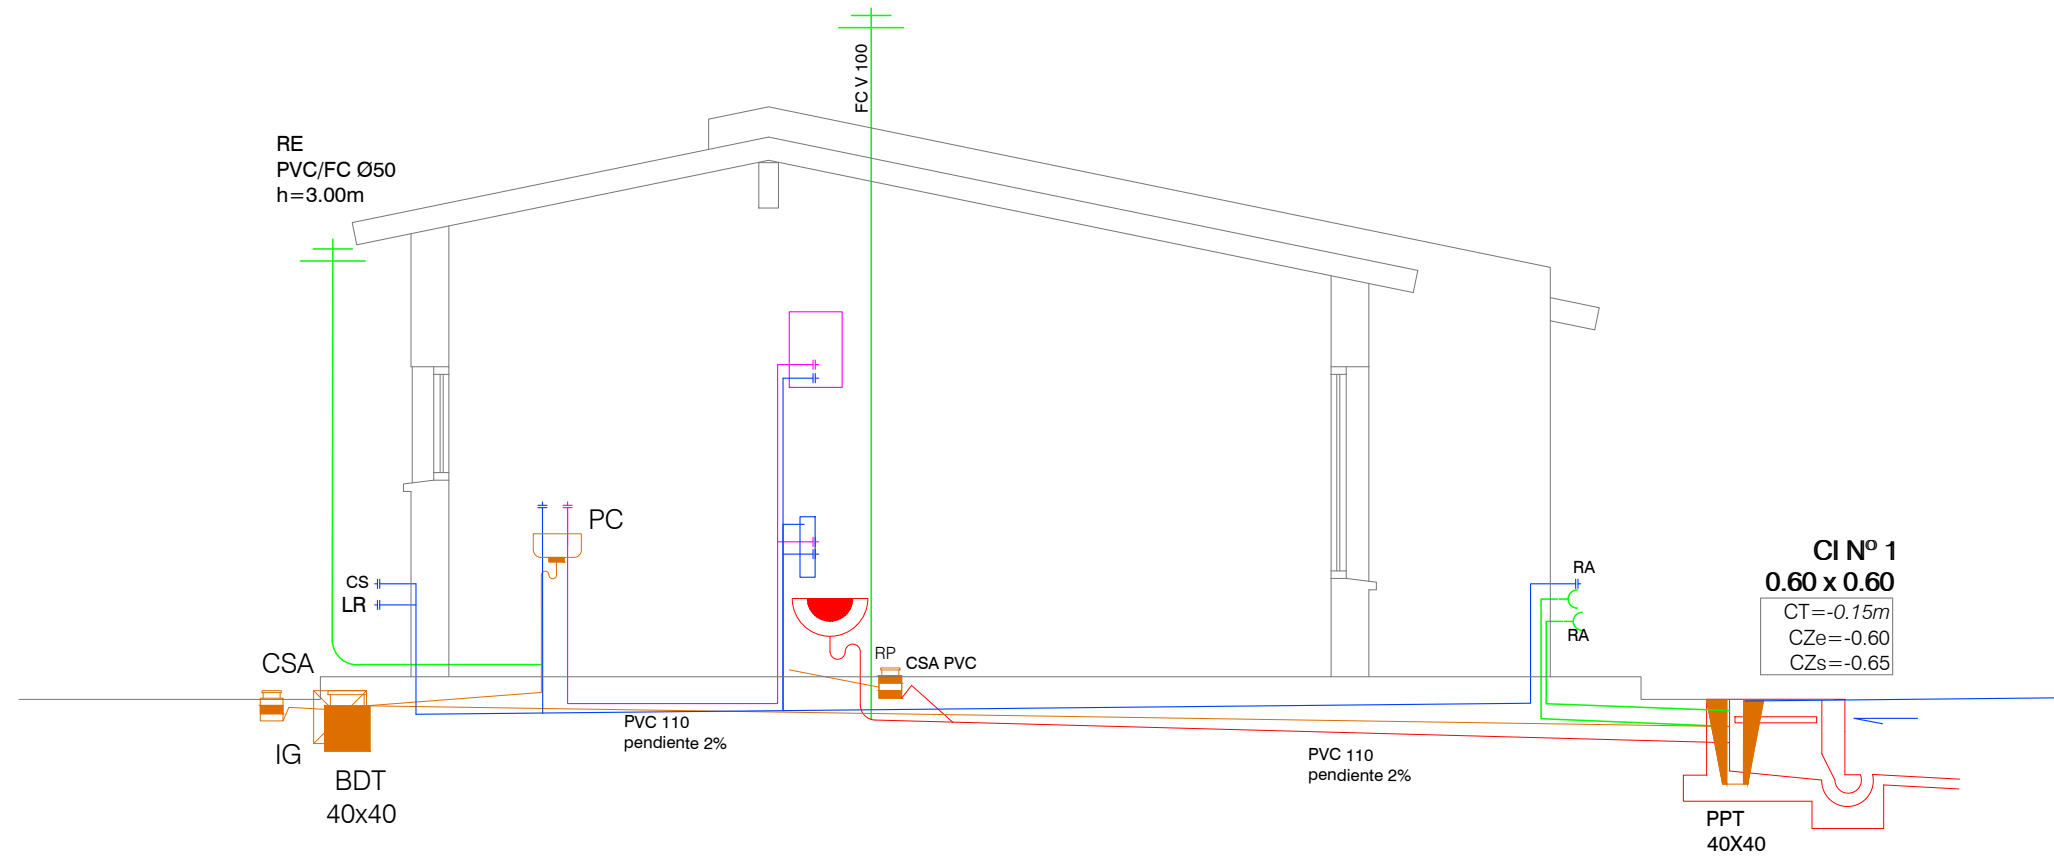 FC V 100
RE
PVC/FC Ø50
h=3.00m
PC
CS
LR
CSA
IG
BDT
40x40
PVC 110
pendiente 2%
RP
CSA PVC
PVC 110
pendiente 2%
RA
RA
CI Nº 1
0.60 x 0.60
CT=-0.15m
CZe=-0.60
CZs=-0.65
PPT
40X40